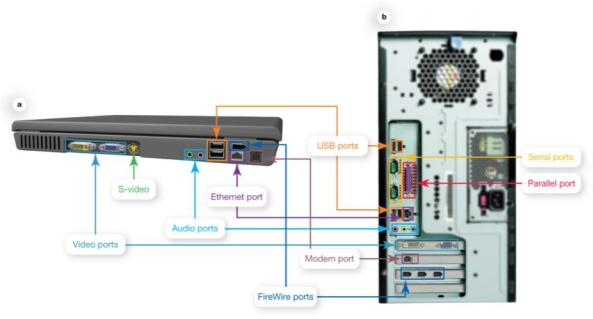 a
b
USB ports
Serial ports
S-video
Parallel port
Ethernet port
Audio ports
Video ports
Modem port
FireWire ports